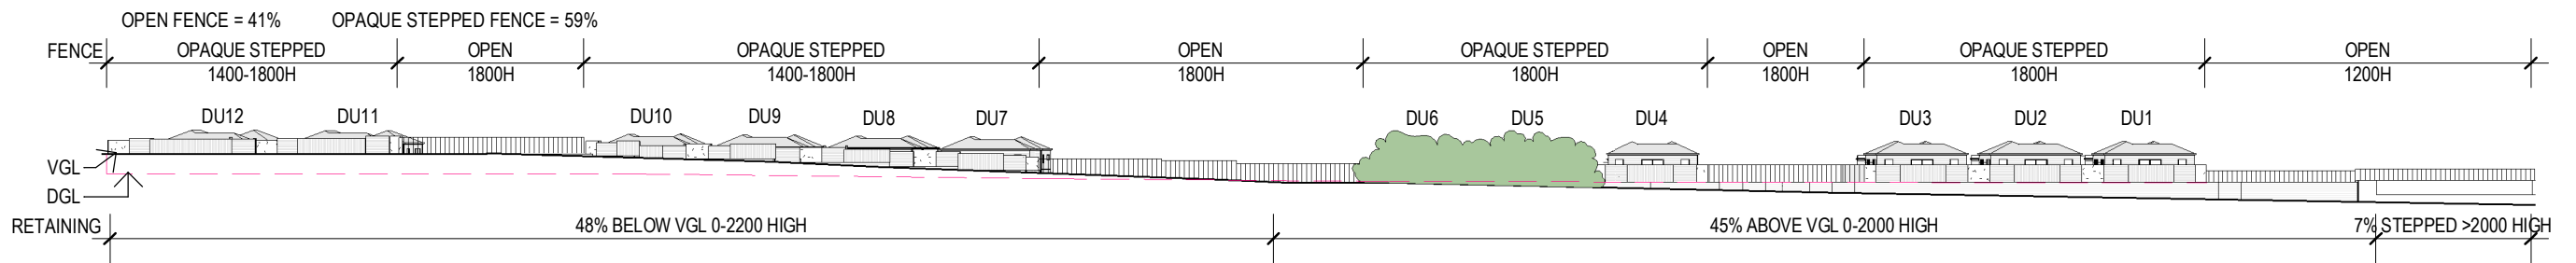 OPEN FENCE = 41% OPAQUE STEPPED FENCE = 59%
FENCE OPAQUE STEPPED OPEN OPAQUE STEPPED OPEN OPAQUE STEPPED OPEN OPAQUE STEPPED OPEN
1400-1800H 1800H 1400-1800H 1800H 1800H 1800H 1800H 1200H
DU12 DU11 DU10 DU9 DU8 DU7 DU6 DU5 DU4 DU3 DU2 DU1
VGL
DGL
RETAINING 48% BELOW VGL 0-2200 HIGH 45% ABOVE VGL 0-2000 HIGH 7% STEPPED >2000 HIGH